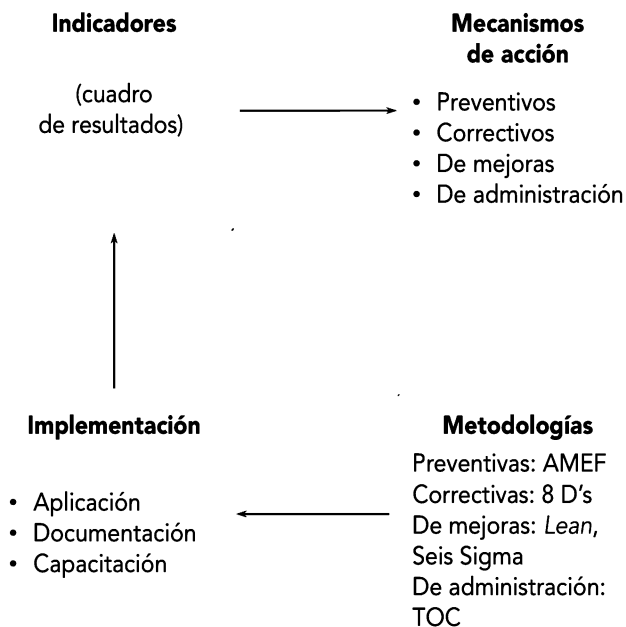 Indicadores
(cuadro
de resultados)
Mecanismos
de acción
• Preventivos
• Correctivos
• De mejoras
• De administración
Implementación
• Aplicación
• Documentación
• Capacitación
Metodologías
Preventivas: AMEF
Correctivas: 8 D’s
De mejoras: Lean,
Seis Sigma
De administración:
TOC